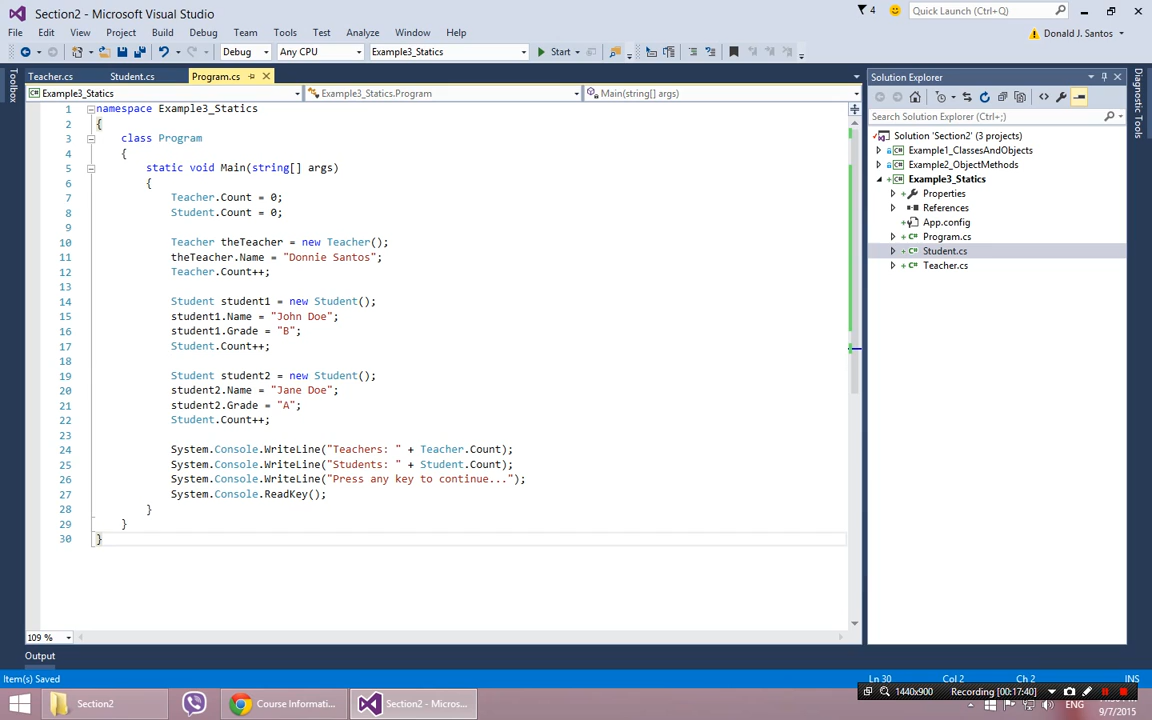 Section2 - Microsoft Visual Studio
4
Quick Launch (Ctrl+Q)
File Edit View Project Build Debug Team Tools Test Analyze Window Help
Donald J. Santos
Debug Any CPU Example3_Statics Start
Toolbox
Teacher.cs Student.cs Program.cs
Example3_Statics Example3_Statics.Program Main(string[] args)
1 namespace Example3_Statics
2 {
3 class Program
4 {
5 static void Main(string[] args)
6 {
7 Teacher.Count = 0;
8 Student.Count = 0;
9
10 Teacher theTeacher = new Teacher();
11 theTeacher.Name = "Donnie Santos";
12 Teacher.Count++;
13
14 Student student1 = new Student();
15 student1.Name = "John Doe";
16 student1.Grade = "B";
17 Student.Count++;
18
19 Student student2 = new Student();
20 student2.Name = "Jane Doe";
21 student2.Grade = "A";
22 Student.Count++;
23
24 System.Console.WriteLine("Teachers: " + Teacher.Count);
25 System.Console.WriteLine("Students: " + Student.Count);
26 System.Console.WriteLine("Press any key to continue...");
27 System.Console.ReadKey();
28 }
29 }
30 }
109 %
Solution Explorer
Search Solution Explorer (Ctrl+;)
Solution 'Section2' (3 projects)
Example1_ClassesAndObjects
Example2_ObjectMethods
Example3_Statics
Properties
References
App.config
Program.cs
Student.cs
Teacher.cs
Diagnostic Tools
Output
Item(s) Saved Ln 30 Col 2 Ch 2 INS
1440x900 Recording [00:17:40]
Section2 Course Informati... Section2 - Micros...
ENG
9/7/2015